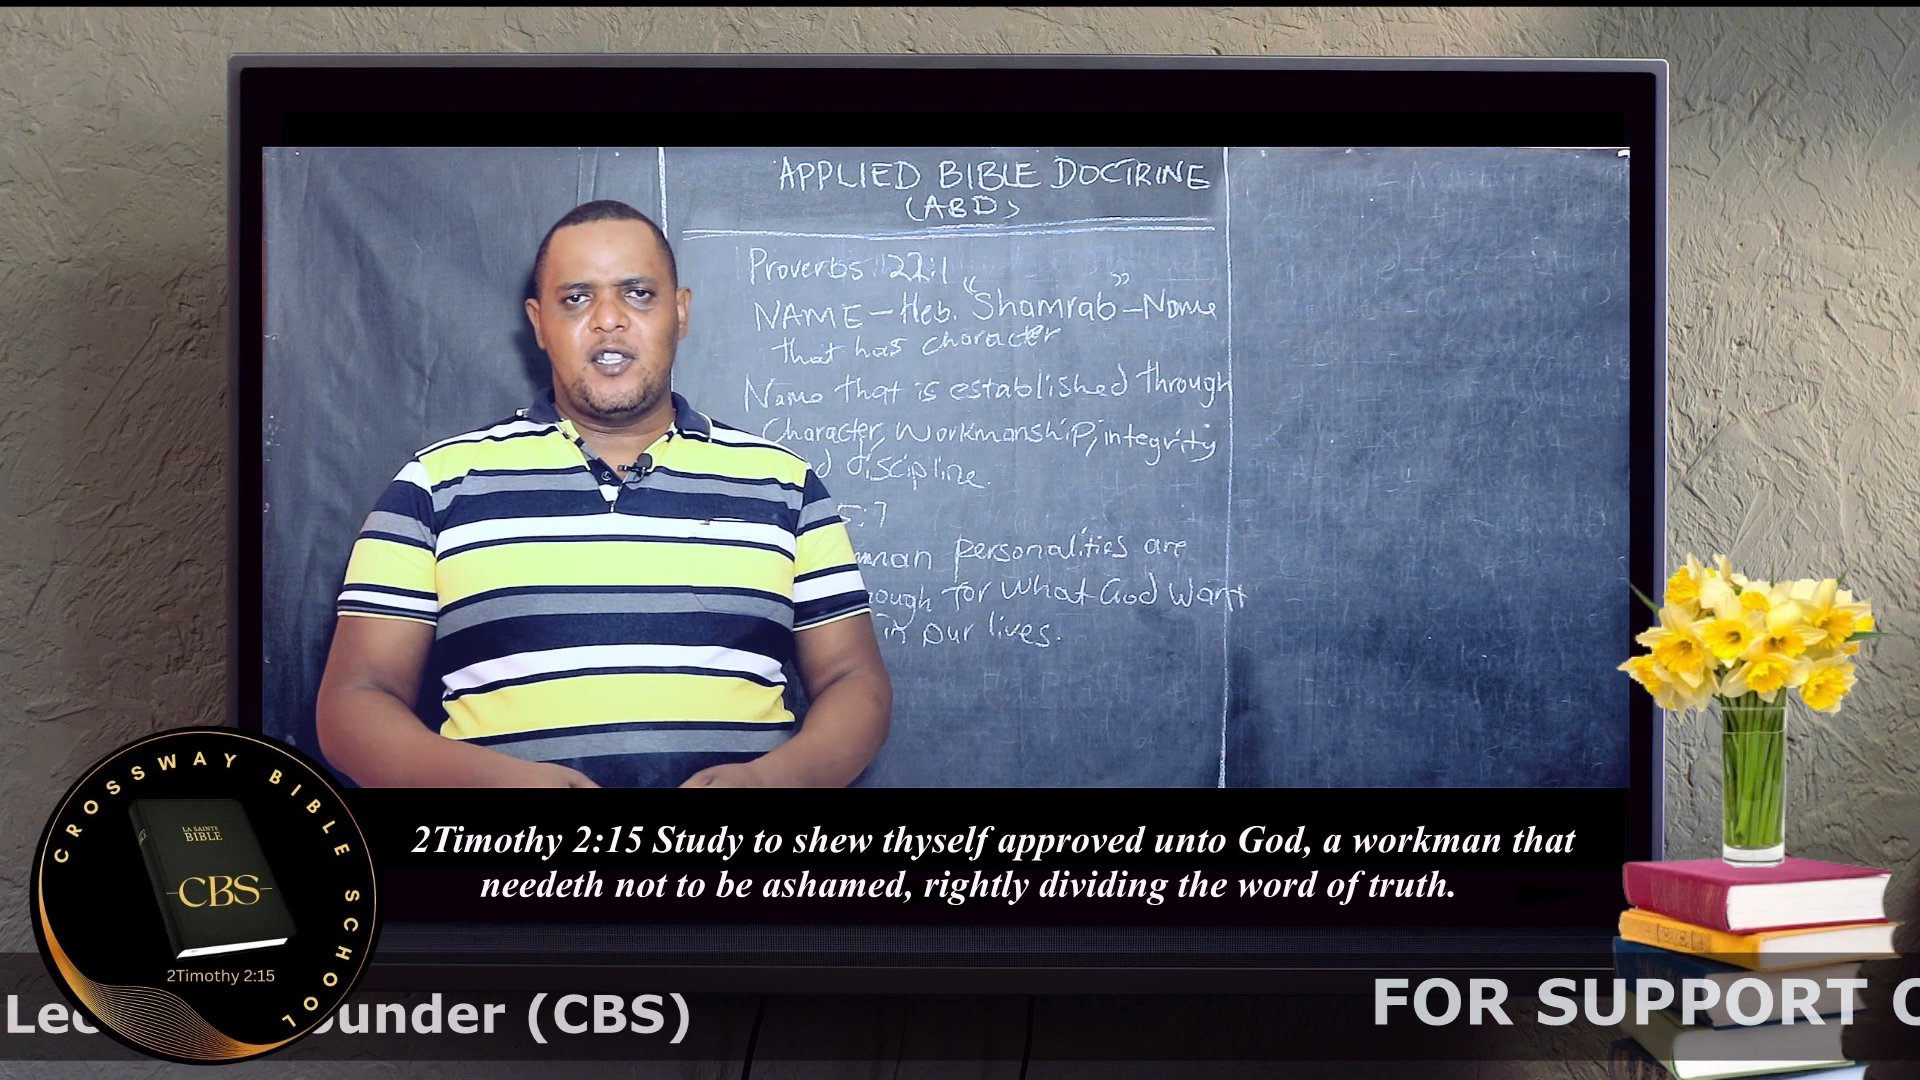 APPLIED BIBLE DOCTRINE
(ABD)
Proverbs 22:1
NAME - Heb. "Shamrab" - Name
that has character
Name that is established through
Character, Workmanship, integrity
discipline.
5:7
personalities are
for what God want
in our lives.
2Timothy 2:15 Study to shew thyself approved unto God, a workman that
needeth not to be ashamed, rightly dividing the word of truth.
CROSSWAY BIBLE SCHOOL
LA SAINTE
BIBLE
CBS
2Timothy 2:15
(CBS)
FOR SUPPORT